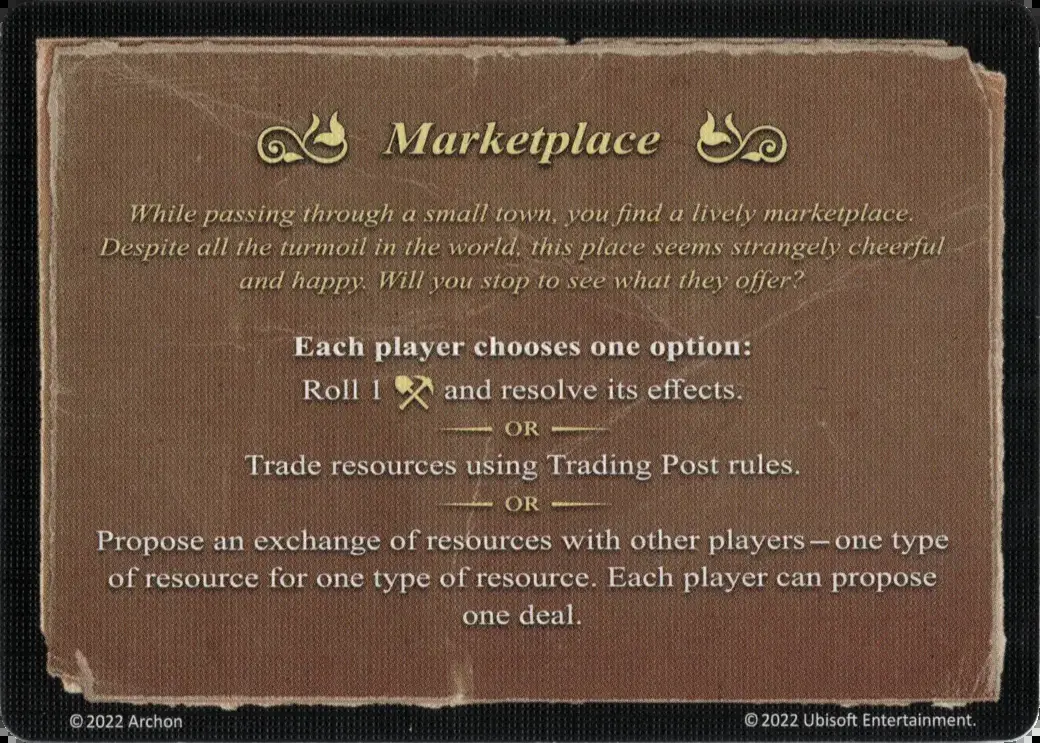 Marketplace
While passing through a small town, you find a lively marketplace.
Despite all the turmoil in the world, this place seems strangely cheerful
and happy. Will you stop to see what they offer?
Each player chooses one option:
Roll 1 and resolve its effects.
OR
Trade resources using Trading Post rules.
OR
Propose an exchange of resources with other players–one type
of resource for one type of resource. Each player can propose
one deal.
©2022 Archon
©2022 Ubisoft Entertainment.